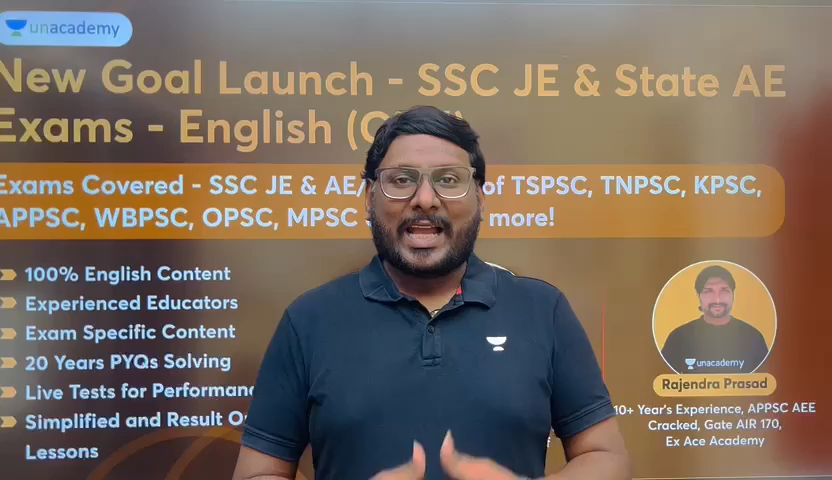 unacademy
New Goal Launch - SSC JE & State AE
Exams - English
Exams Covered - SSC JE & AE/ of TSPSC, TNPSC, KPSC,
APPSC, WBPSC, OPSC, MPSC more!
100% English Content
Experienced Educators
Exam Specific Content
20 Years PYQs Solving
Live Tests for
Simplified and Result
Lessons
unacademy
Rajendra Prasad
10+ Year's Experience, APPSC AEE
Cracked, Gate AIR 170,
Ex Ace Academy